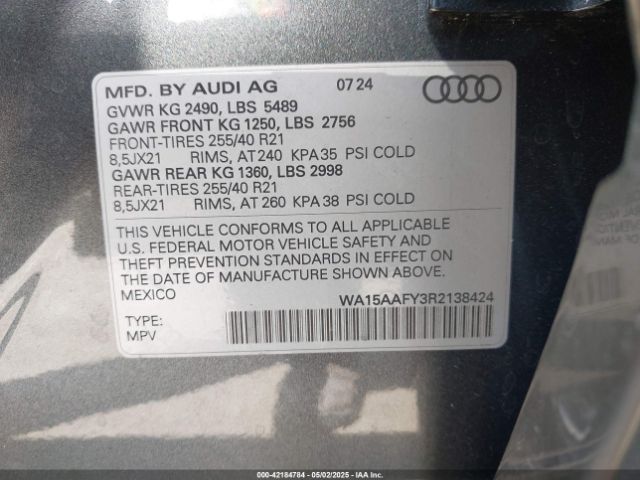 MFD. BY AUDI AG 07 24
GVWR KG 2490, LBS 5489
GAWR FRONT KG 1250, LBS 2756
FRONT-TIRES 255/40 R21
8,5JX21 RIMS, AT 240 KPA 35 PSI COLD
GAWR REAR KG 1360, LBS 2998
REAR-TIRES 255/40 R21
8,5JX21 RIMS, AT 260 KPA 38 PSI COLD
THIS VEHICLE CONFORMS TO ALL APPLICABLE
U.S. FEDERAL MOTOR VEHICLE SAFETY AND
THEFT PREVENTION STANDARDS IN EFFECT ON
THE DATE OF MANUFACTURE SHOWN ABOVE.
MEXICO WA15AAFY3R2138424
TYPE:
MPV
000-42184784 05/02/2025 IAAI.COM